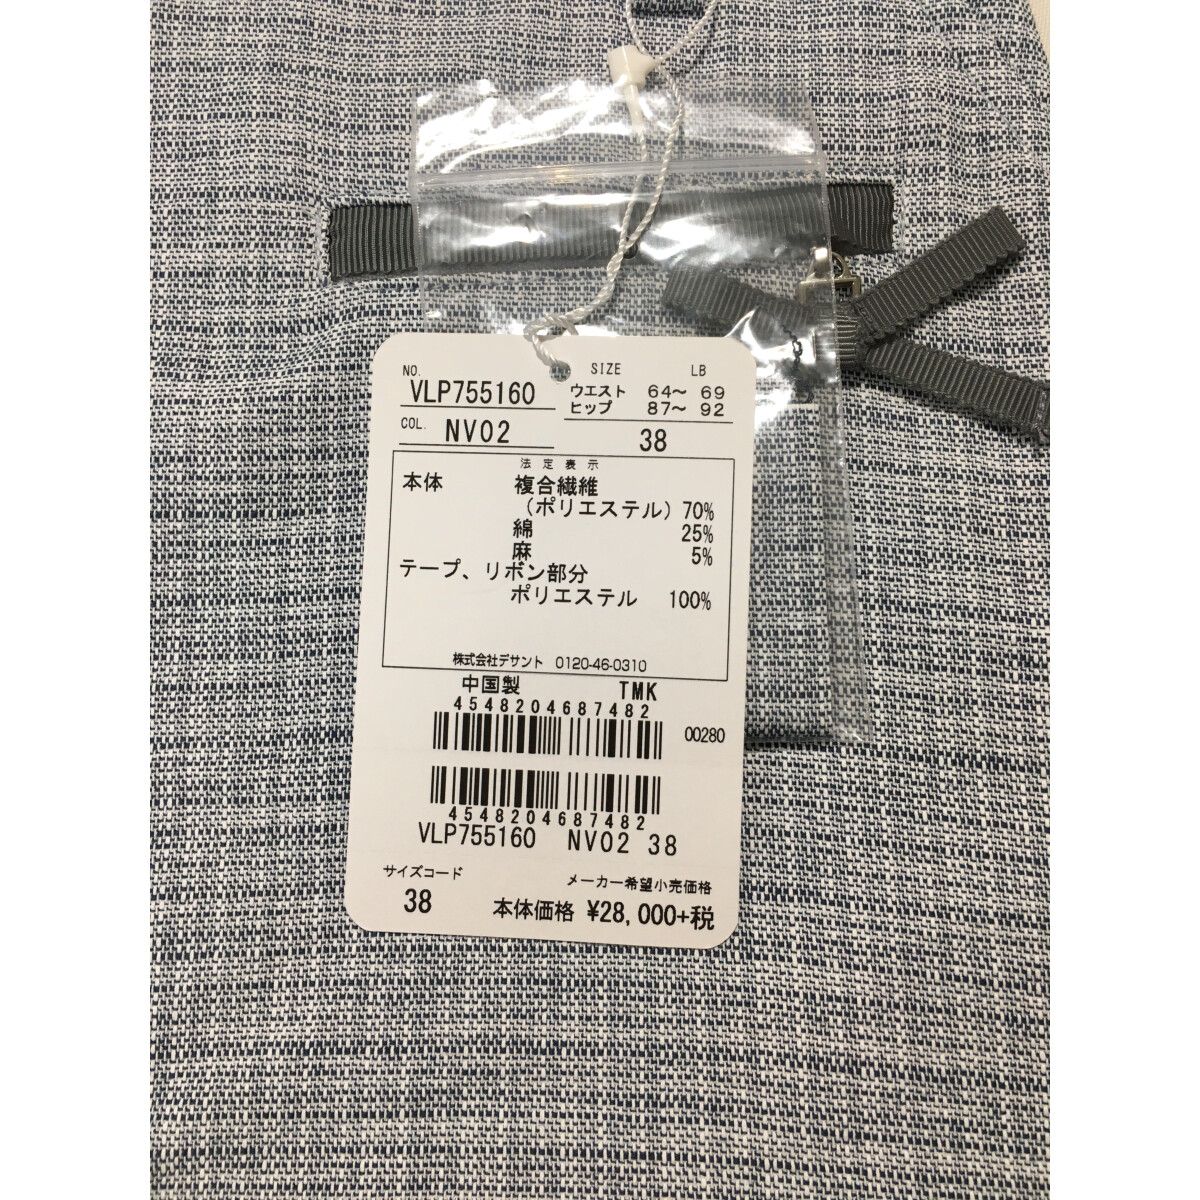 NO. VLP755160
COL. NV02
SIZE LB
ウエスト 64～ 69
ヒップ 87～ 92
38
法定表示
本体 複合繊維
(ポリエステル) 70%
綿 25%
麻 5%
テープ、リボン部分
ポリエステル 100%
株式会社デサント 0120-46-0310
中国製 TMK
4548204687482
00280
4548204687482
VLP755160 NV02 38
サイズコード
38
メーカー希望小売価格
本体価格 ¥28,000+税